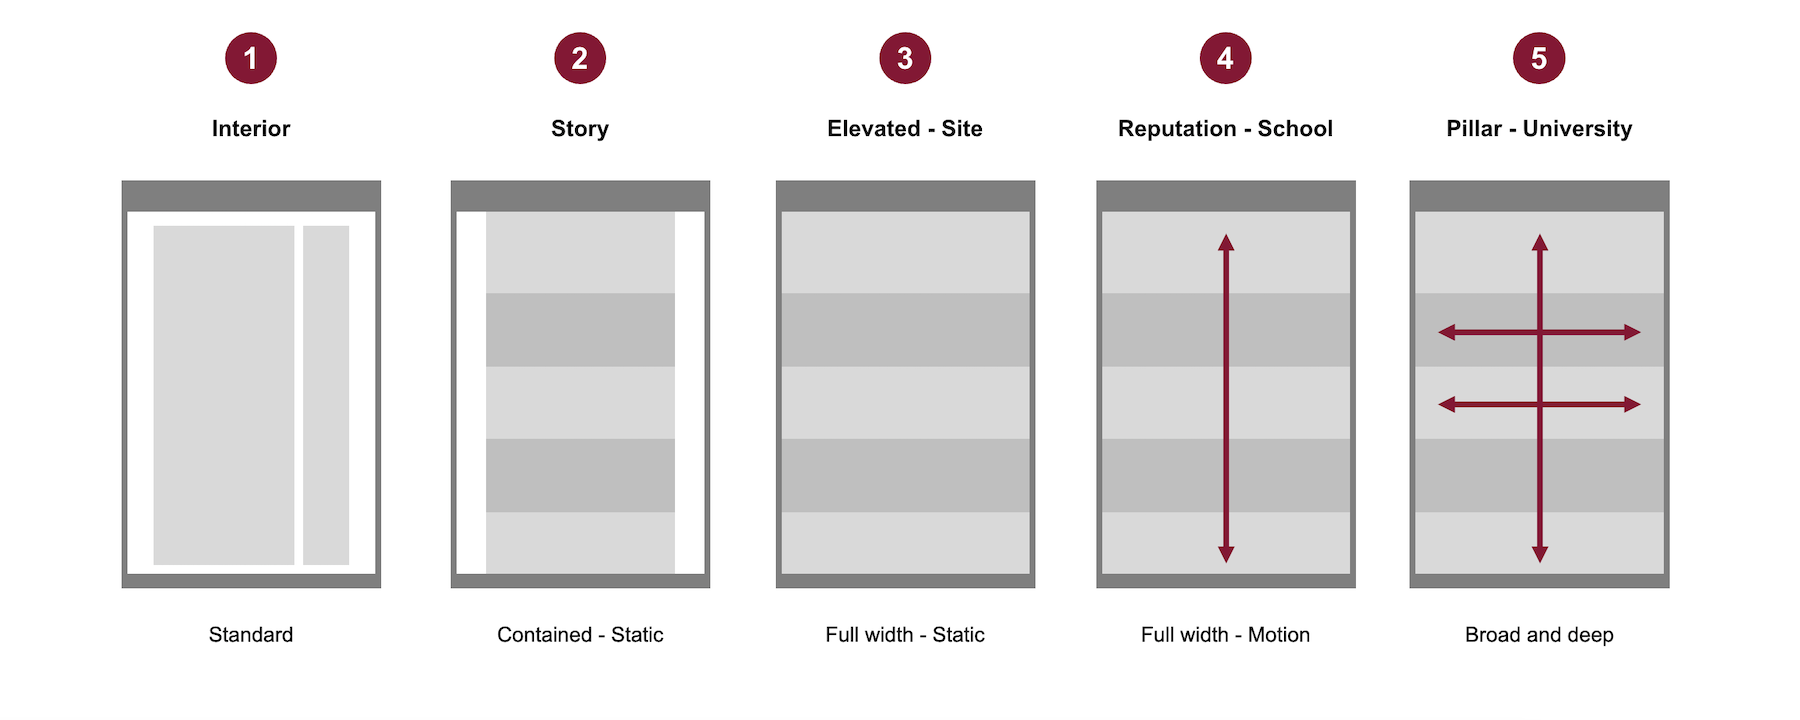 1
2
3
4
5
Interior
Story
Elevated - Site
Reputation - School
Pillar - University
Standard
Contained - Static
Full width - Static
Full width - Motion
Broad and deep